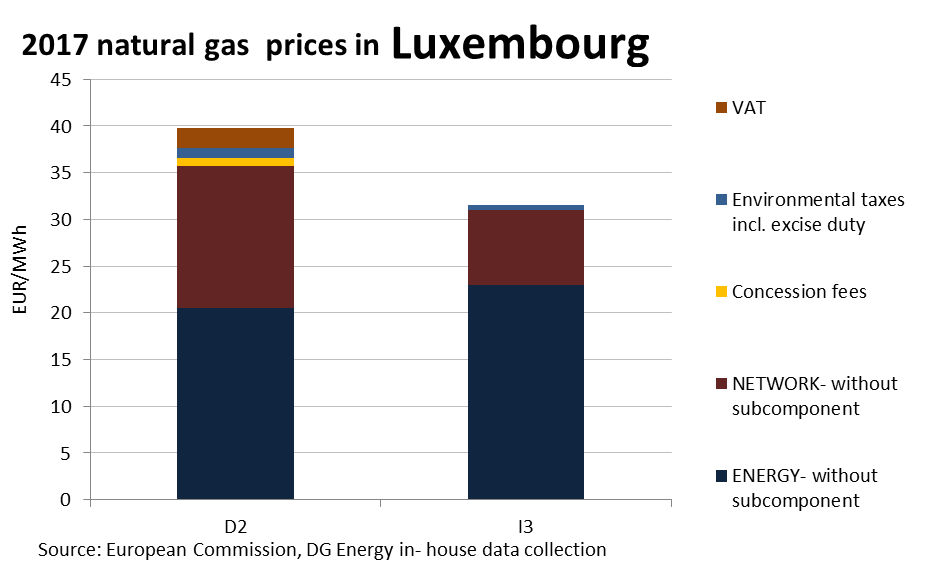 2017 natural gas  prices in Luxembourg
45
40
35
30
25
20
15
10
5
0
EUR/MWh
D2
I3
VAT
Environmental taxes
incl. excise duty
Concession fees
NETWORK- without
subcomponent
ENERGY- without
subcomponent
Source: European Commission, DG Energy in- house data collection